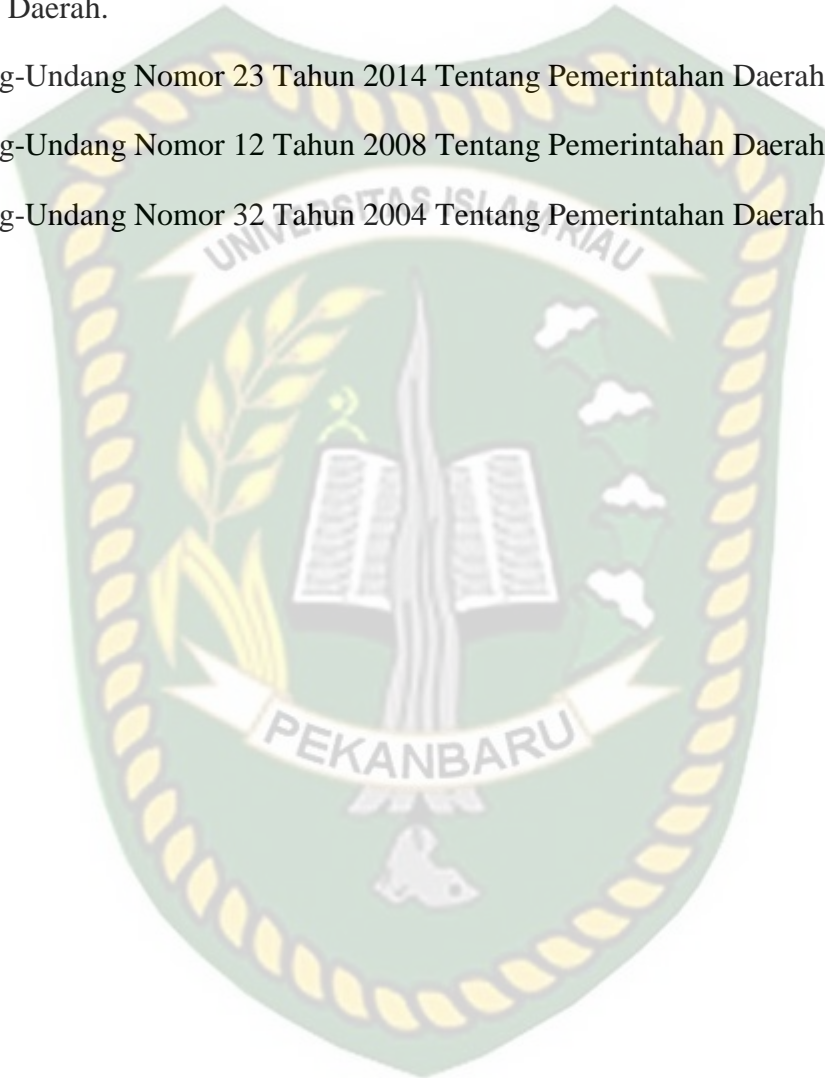 Daerah.
g-Undang Nomor 23 Tahun 2014 Tentang Pemerintahan Daerah
g-Undang Nomor 12 Tahun 2008 Tentang Pemerintahan Daerah
g-Undang Nomor 32 Tahun 2004 Tentang Pemerintahan Daerah
UNIVERSITAS ISLAM RIAU
PEKANBARU